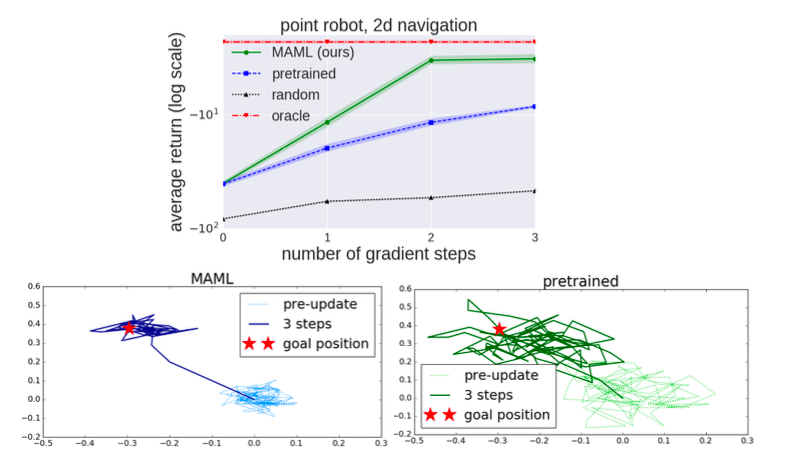 point robot, 2d navigation
average return (log scale)
MAML (ours)
pretrained
random
oracle
−10¹
−10²
0 1 2 3
number of gradient steps
MAML
0.6
0.5
0.4
0.3
0.2
0.1
0.0
−0.1
−0.2
−0.5 −0.4 −0.3 −0.2 −0.1 0.0 0.1 0.2 0.3
pre-update
3 steps
goal position
pretrained
0.6
0.5
0.4
0.3
0.2
0.1
0.0
−0.1
−0.2
−0.5 −0.4 −0.3 −0.2 −0.1 0.0 0.1 0.2 0.3
pre-update
3 steps
goal position